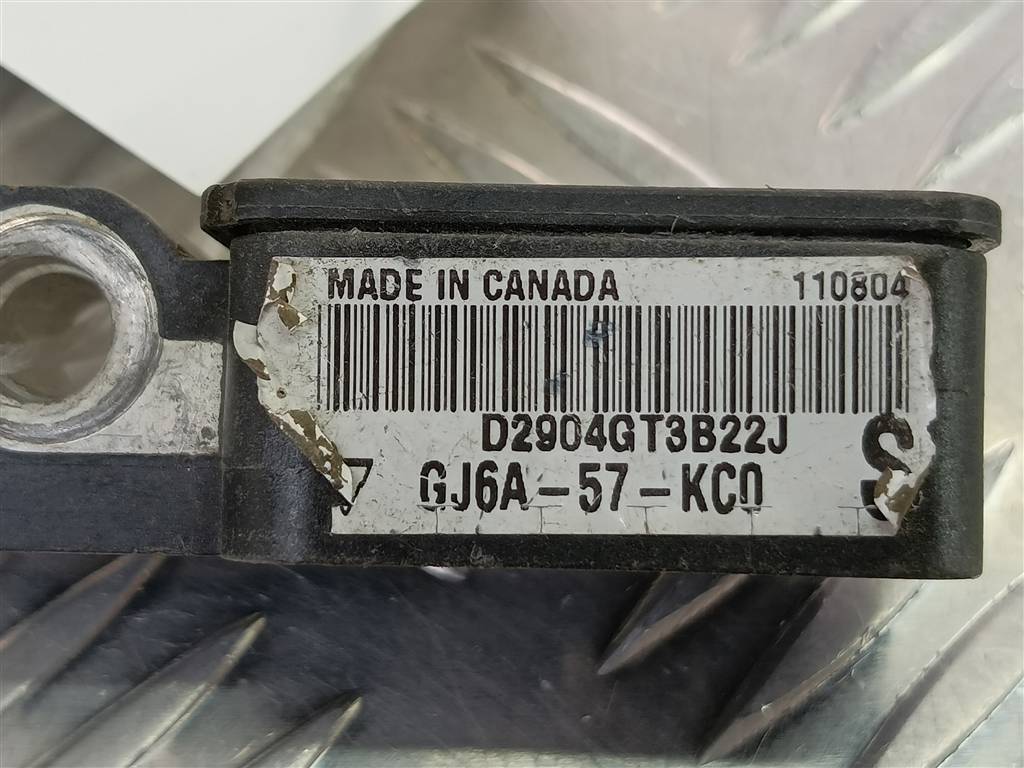 MADE IN CANADA 110804
D2904GT3B22J
GJ6A-57-KC0